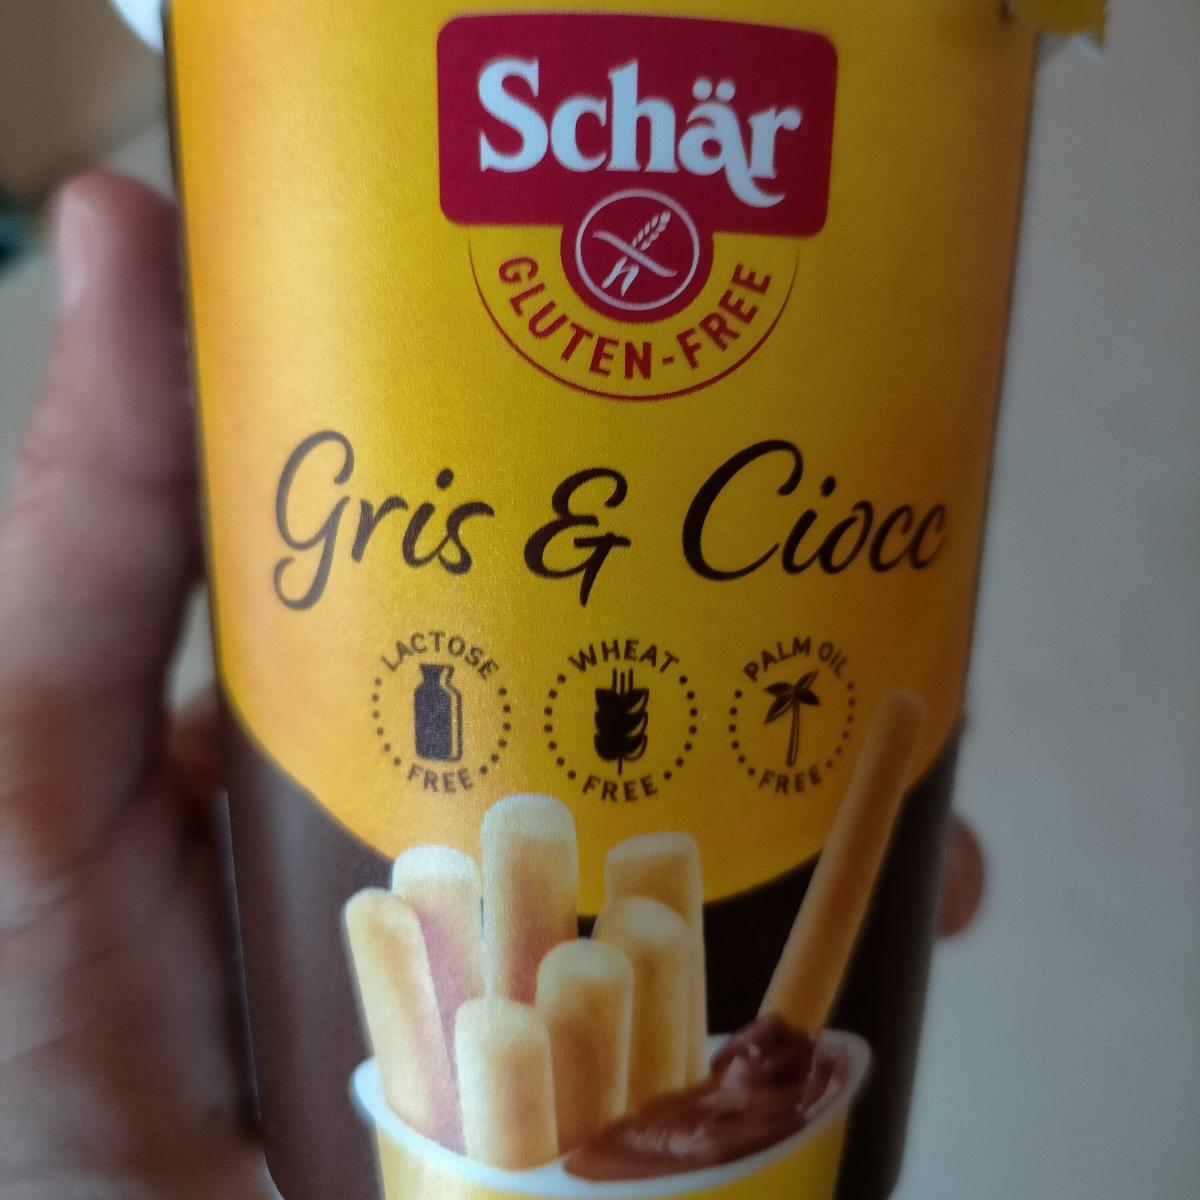 Schär
GLUTEN-FREE
Gris & Ciocc
LACTOSE FREE
WHEAT FREE
PALM OIL FREE